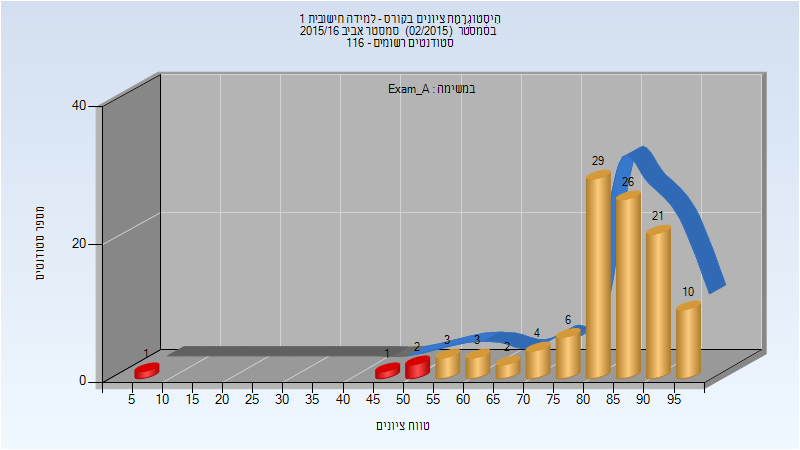 היסטוגרמת ציונים בקורס - למידה חישובית 1
בסמסטר (02/2015) סמסטר אביב 2015/16
סטודנטים רשומים - 116
במשימה : Exam_A
40
20
0
מספר סטודנטים
1
1
2
3
3
2
4
6
29
26
21
10
5 10 15 20 25 30 35 40 45 50 55 60 65 70 75 80 85 90 95
טווח ציונים